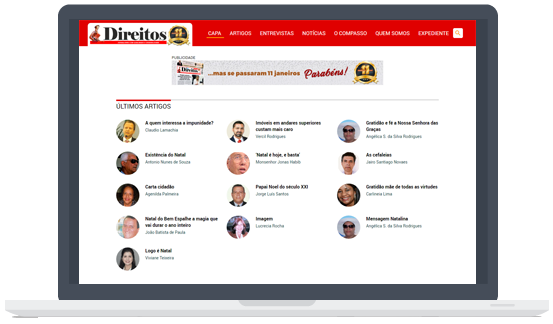 Direitos
CAPA ARTIGOS ENTREVISTAS NOTÍCIAS O COMPASSO QUEM SOMOS EXPEDIENTE
PUBLICIDADE
Direitos ...mas se passaram 11 janeiros Parabéns!
ÚLTIMOS ARTIGOS
A quem interessa a impunidade?
Claudio Lamachia
Imóveis em andares superiores
custam mais caro
Vercil Rodrigues
Gratidão e fé a Nossa Senhora das
Graças
Angélica S. da Silva Rodrigues
Existência do Natal
Antonio Nunes de Souza
'Natal é hoje, e basta'
Monsenhor Jonas Habib
As cefaleias
Jairo Santiago Novaes
Carta cidadão
Agenilda Palmeira
Papai Noel do século XXI
Jorge Luis Santos
Gratidão mãe de todas as virtudes
Carlineia Lima
Natal do Bem Espalhe a magia que
vai durar o ano inteiro
João Batista de Paula
Imagem
Lucrecia Rocha
Mensagem Natalina
Angélica S. da Silva Rodrigues
Logo é Natal
Viviane Teixeira